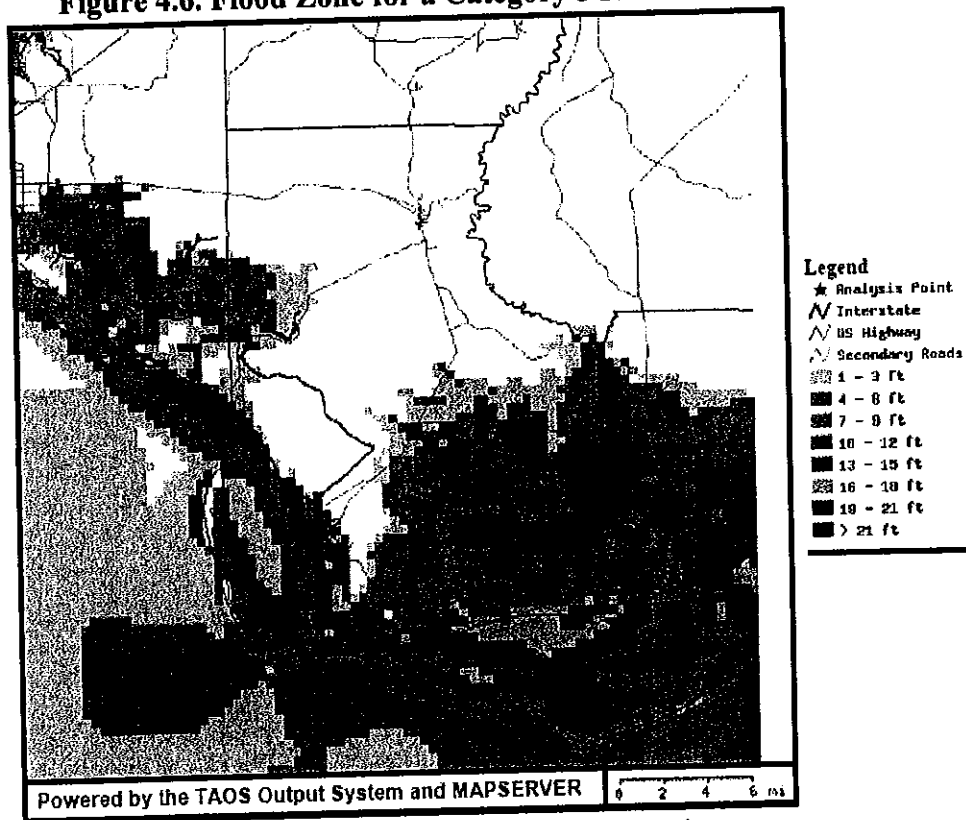 Figure 4.6. Flood Zone for a Category
Legend
Analysis Point
Interstate
US Highway
Secondary Roads
1 - 3 ft
4 - 6 ft
7 - 9 ft
10 - 12 ft
13 - 15 ft
16 - 18 ft
19 - 21 ft
> 21 ft
Powered by the TAOS Output System and MAPSERVER
0 2 4 6 mi